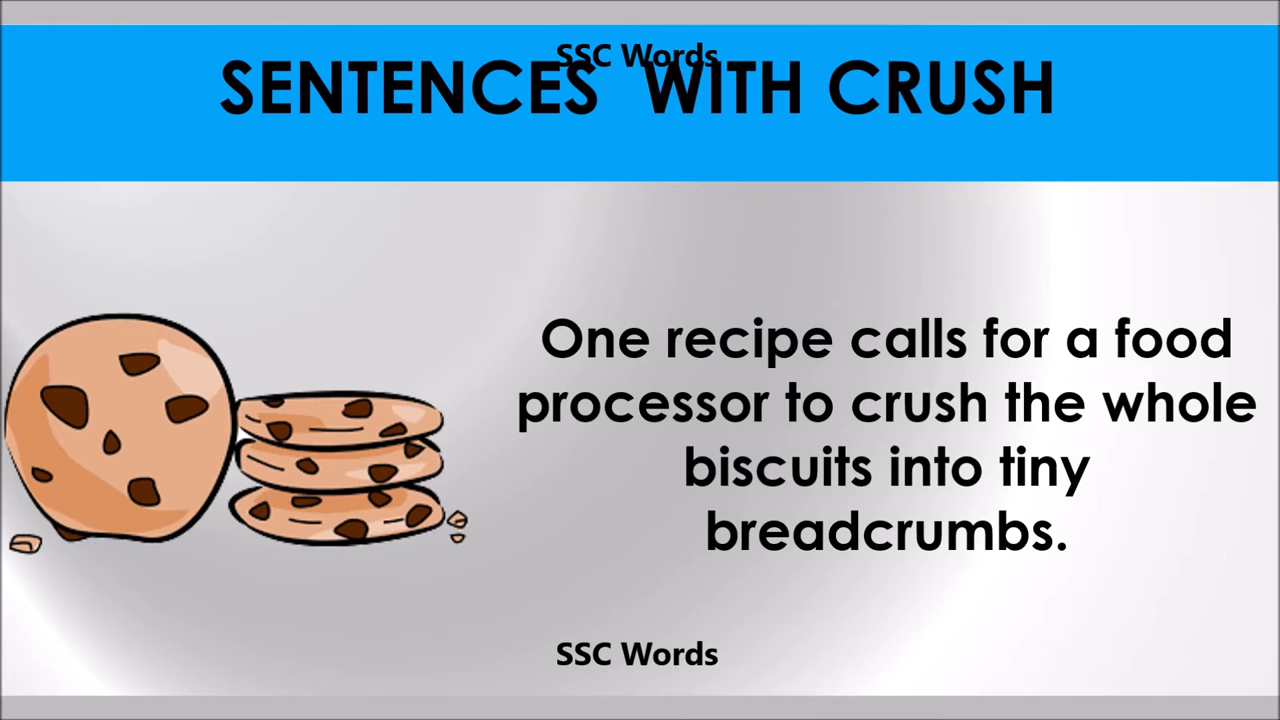 SSC Words
SENTENCES WITH CRUSH
One recipe calls for a food
processor to crush the whole
biscuits into tiny
breadcrumbs.
SSC Words